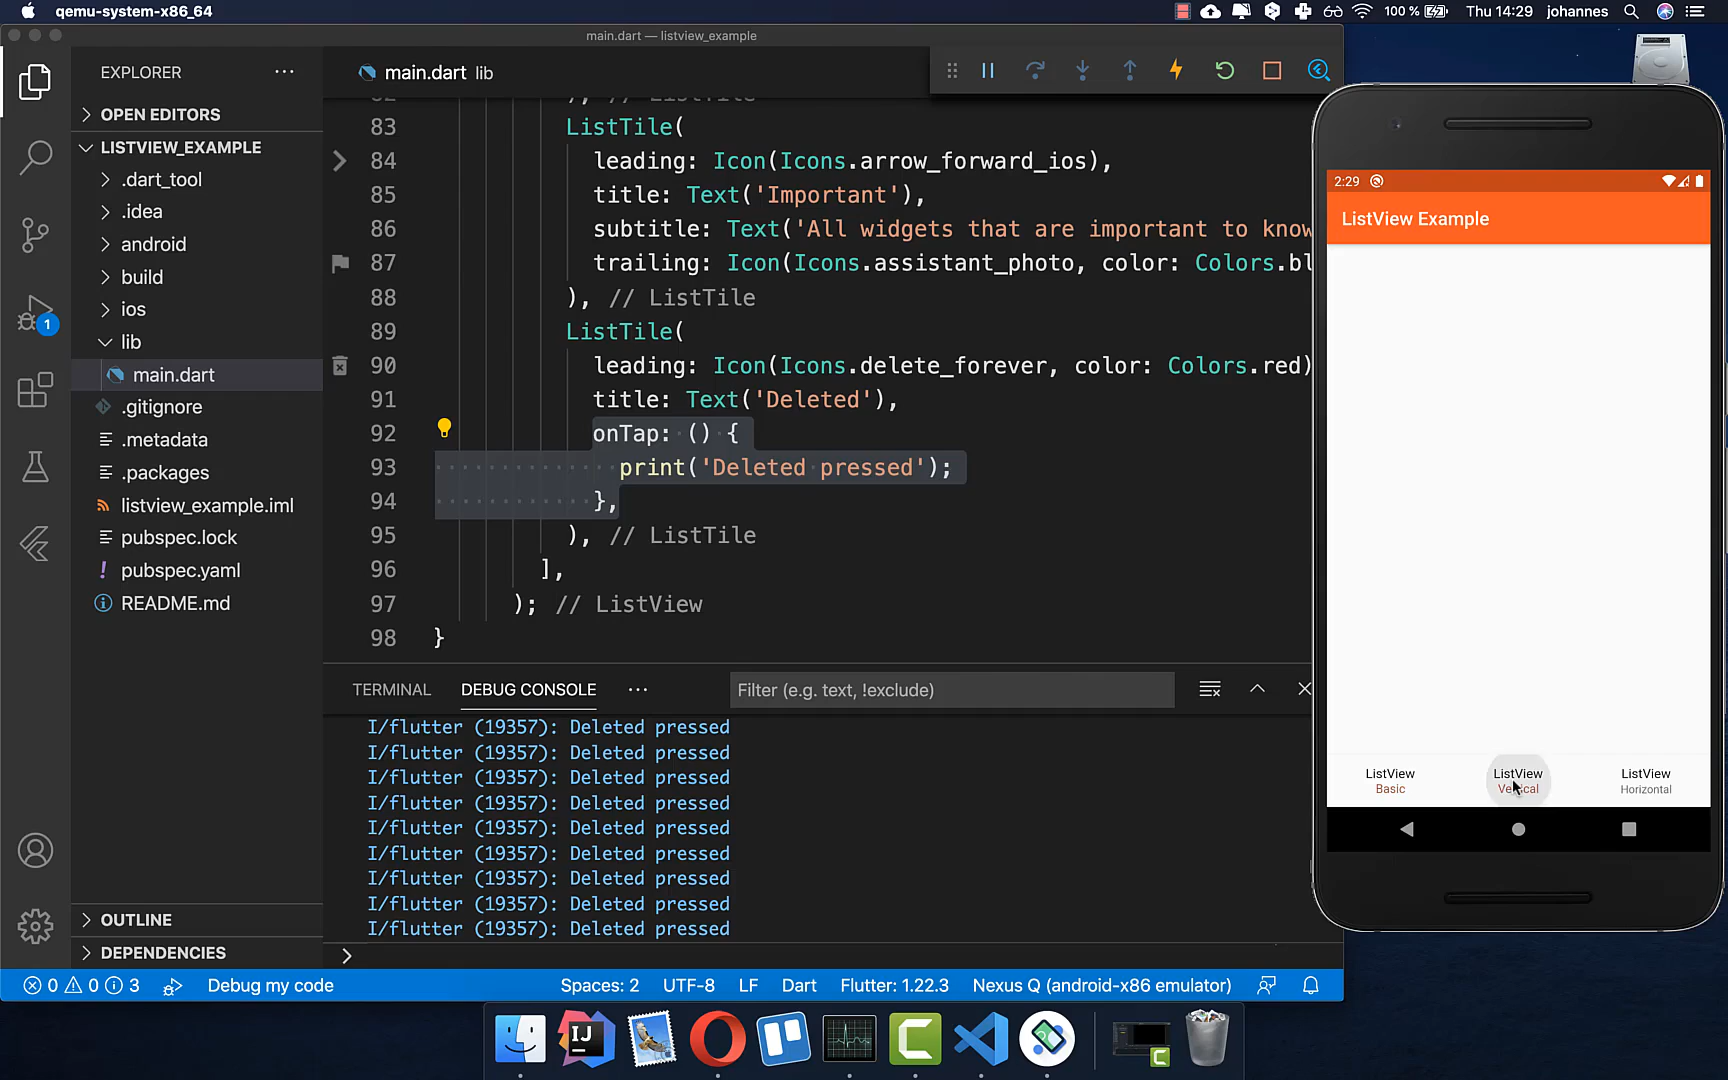 qemu-system-x86_64
100 %
Thu 14:29
johannes
main.dart — listview_example
EXPLORER
main.dart lib
OPEN EDITORS
LISTVIEW_EXAMPLE
.dart_tool
.idea
android
build
ios
lib
main.dart
.gitignore
.metadata
.packages
listview_example.iml
pubspec.lock
pubspec.yaml
README.md
OUTLINE
DEPENDENCIES
1
82 ), // ListTile
83 ListTile(
84 leading: Icon(Icons.arrow_forward_ios),
85 title: Text('Important'),
86 subtitle: Text('All widgets that are important to know
87 trailing: Icon(Icons.assistant_photo, color: Colors.bl
88 ), // ListTile
89 ListTile(
90 leading: Icon(Icons.delete_forever, color: Colors.red)
91 title: Text('Deleted'),
92 onTap: () {
93 print('Deleted pressed');
94 },
95 ), // ListTile
96 ],
97 ); // ListView
98 }
TERMINAL
DEBUG CONSOLE
Filter (e.g. text, !exclude)
I/flutter (19357): Deleted pressed
I/flutter (19357): Deleted pressed
I/flutter (19357): Deleted pressed
I/flutter (19357): Deleted pressed
I/flutter (19357): Deleted pressed
I/flutter (19357): Deleted pressed
I/flutter (19357): Deleted pressed
I/flutter (19357): Deleted pressed
I/flutter (19357): Deleted pressed
0 0 3
Debug my code
Spaces: 2
UTF-8
LF
Dart
Flutter: 1.22.3
Nexus Q (android-x86 emulator)
2:29
ListView Example
ListView
Basic
ListView
Vertical
ListView
Horizontal
IJ